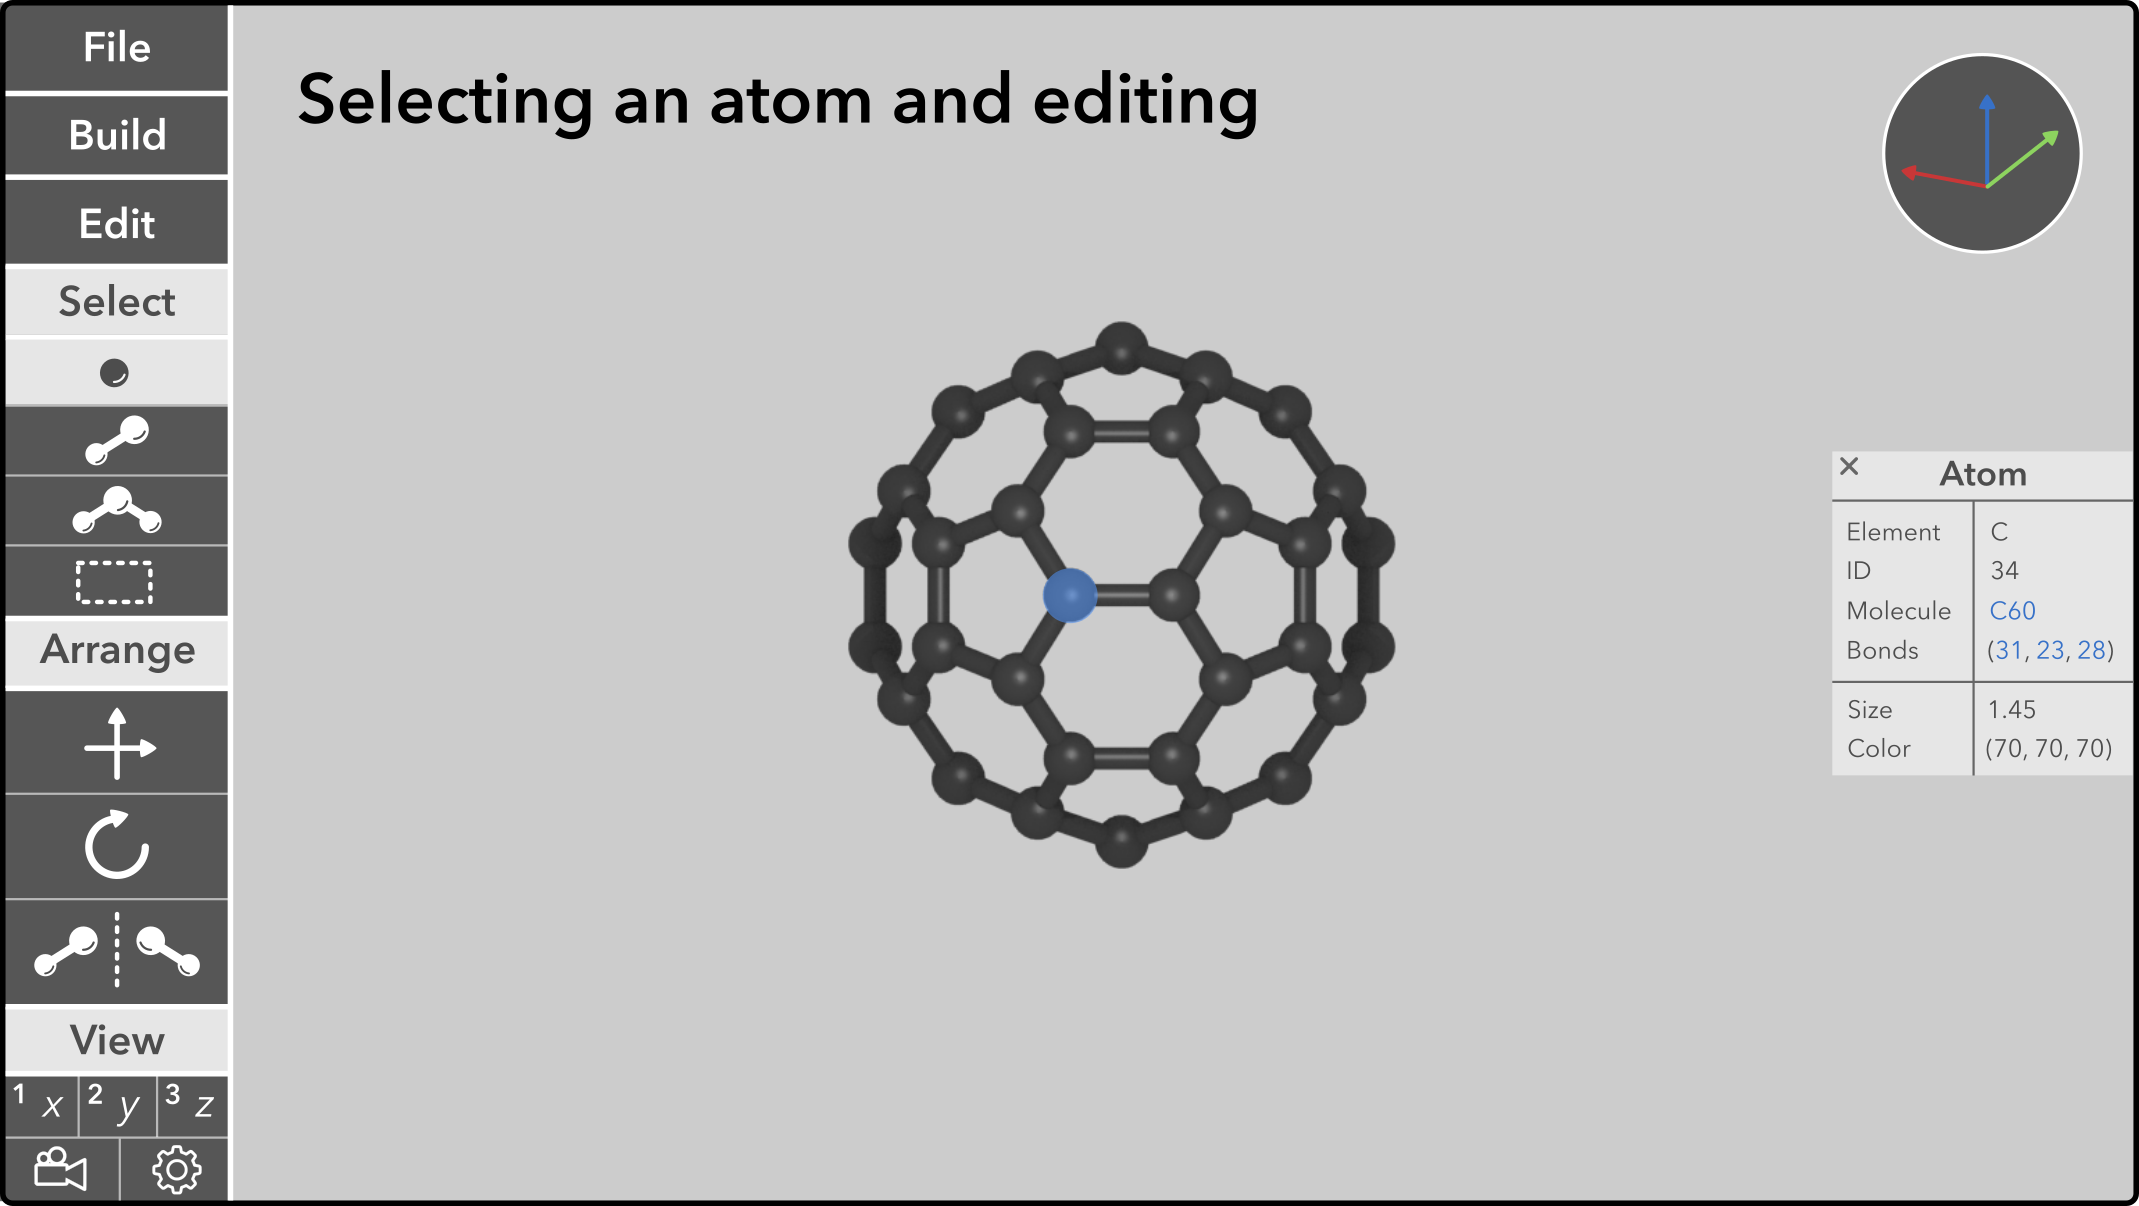 File
Build
Edit
Select
Arrange
View
1 x 2 y 3 z
Selecting an atom and editing
× Atom
Element C
ID 34
Molecule C60
Bonds (31, 23, 28)
Size 1.45
Color (70, 70, 70)